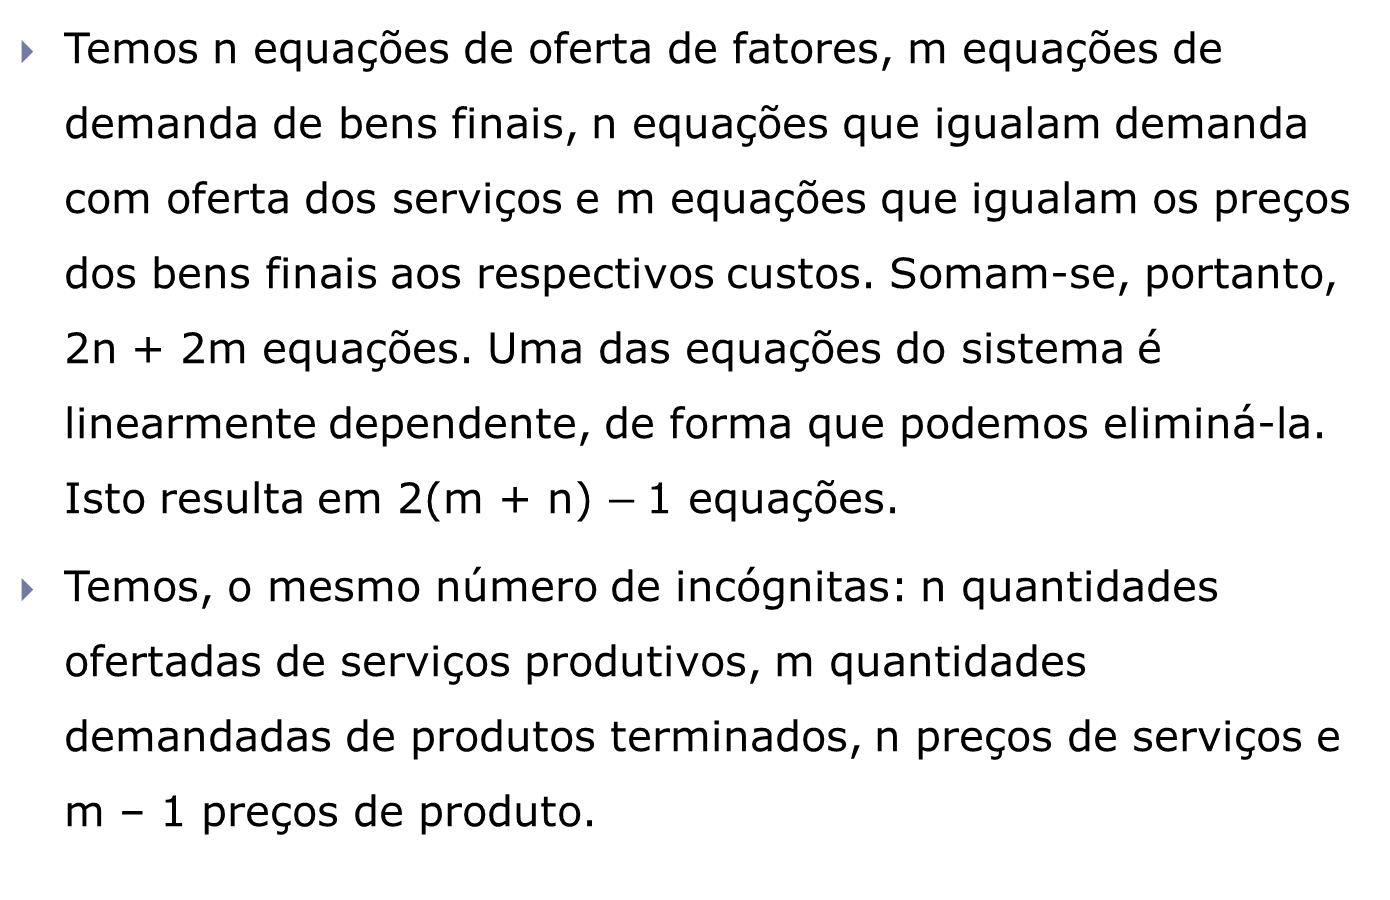 Temos n equações de oferta de fatores, m equações de
demanda de bens finais, n equações que igualam demanda
com oferta dos serviços e m equações que igualam os preços
dos bens finais aos respectivos custos. Somam-se, portanto,
2n + 2m equações. Uma das equações do sistema é
linearmente dependente, de forma que podemos eliminá-la.
Isto resulta em 2(m + n) – 1 equações.
Temos, o mesmo número de incógnitas: n quantidades
ofertadas de serviços produtivos, m quantidades
demandadas de produtos terminados, n preços de serviços e
m – 1 preços de produto.